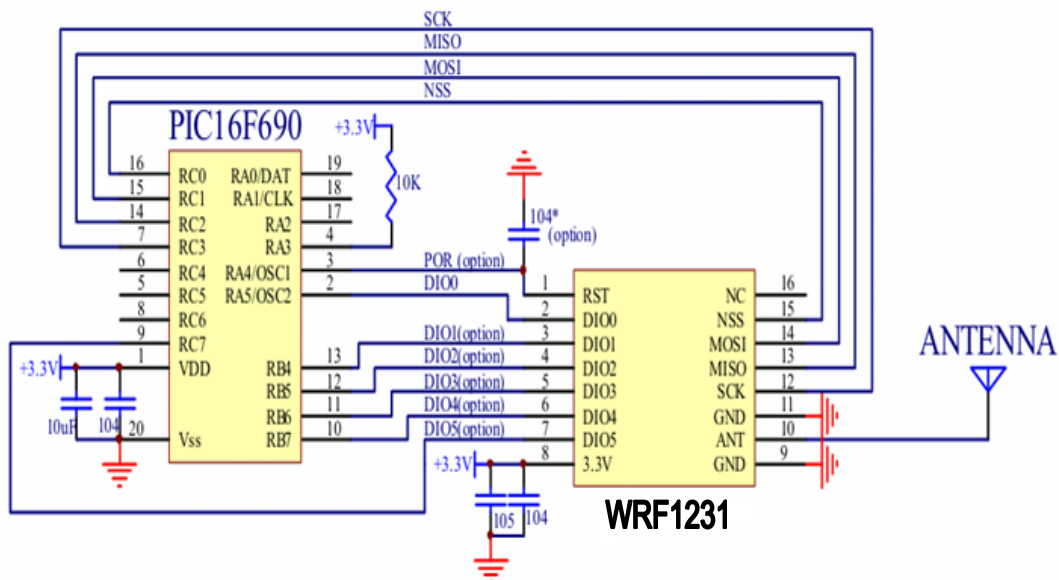 SCK
MISO
MOSI
NSS
PIC16F690
+3.3V
10K
104*
(option)
16 RC0 RA0/DAT 19
15 RC1 RA1/CLK 18
14 RC2 RA2 17
7 RC3 RA3 4
6 RC4 RA4/OSC1 3 POR (option)
5 RC5 RA5/OSC2 2 DIO0
8 RC6
9 RC7
+3.3V 1 VDD RB4 13 DIO1(option)
RB5 12 DIO2(option)
RB6 11 DIO3(option)
10uF 104 20 Vss RB7 10 DIO4(option)
DIO5(option)
1 RST NC 16
2 DIO0 NSS 15
3 DIO1 MOSI 14
4 DIO2 MISO 13
5 DIO3 SCK 12
6 DIO4 GND 11
7 DIO5 ANT 10
+3.3V 8 3.3V GND 9
105 104
WRF1231
ANTENNA